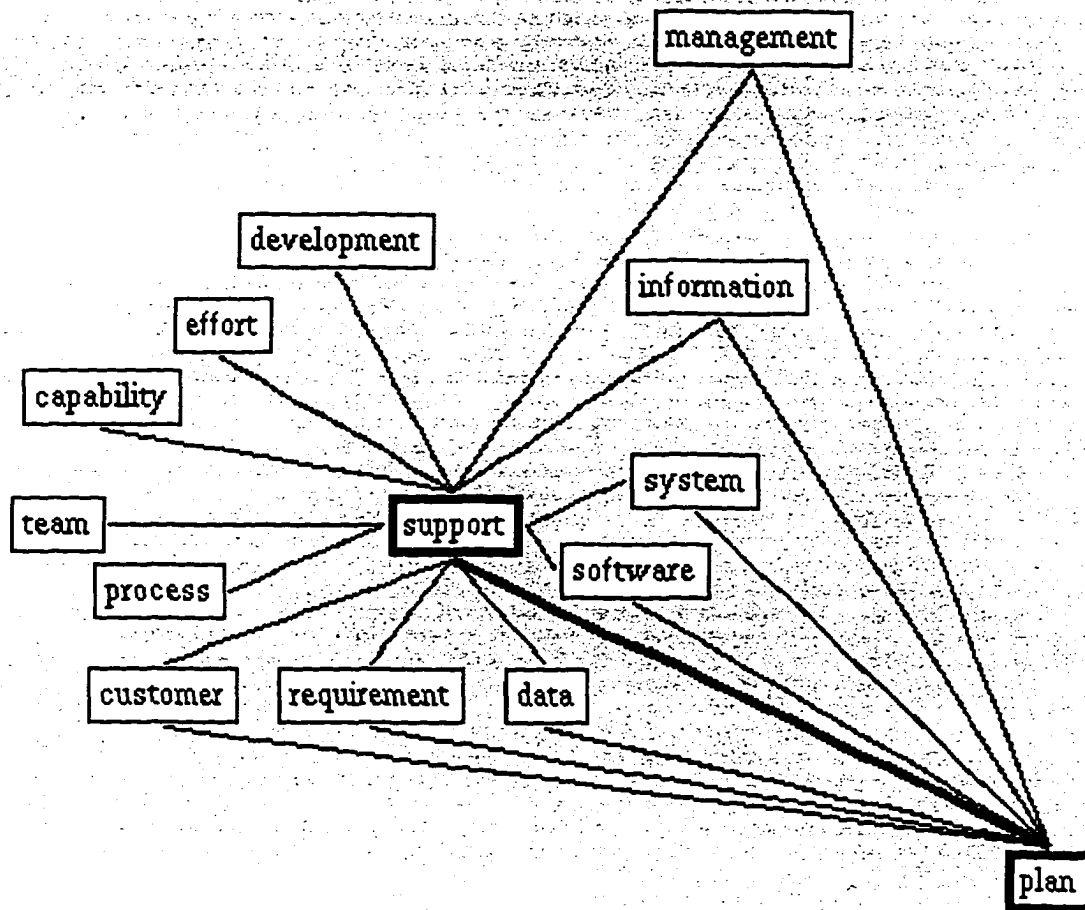 management
development
information
effort
capability
system
team
support
software
process
customer
requirement
data
plan